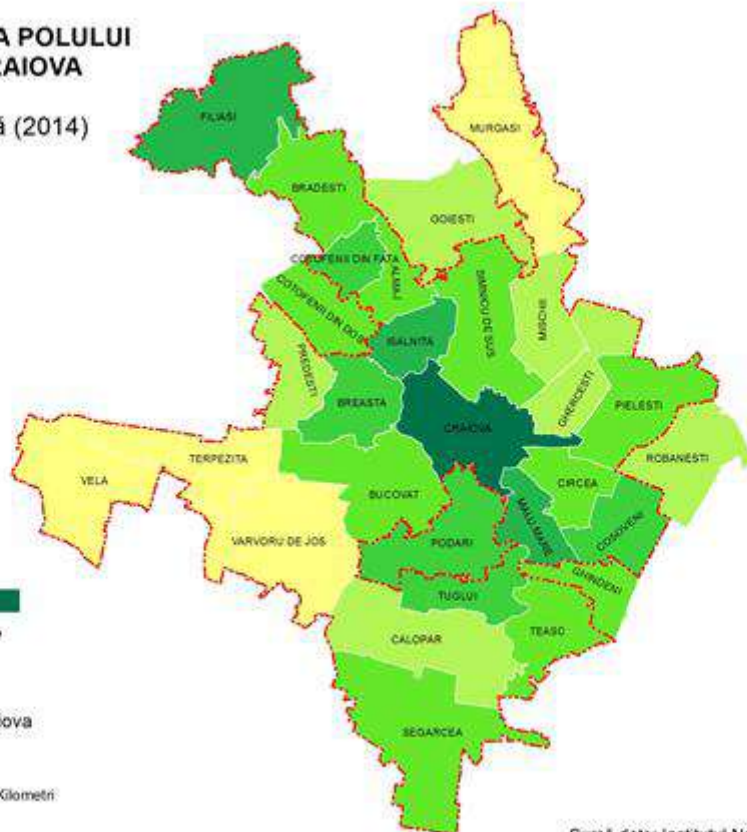 A POLULUI
RAIOVA
ă (2014)
FILIASI
MURGASI
BRADESTI
GOIESTI
COTOFENII DIN FATA
ALMAJ
COTOFENII DIN DOS
SIMNICU DE SUS
MISCHII
ISALNITA
PREDESTI
BREASTA
GHERCESTI
PIELESTI
CRAIOVA
ROBANESTI
TERPEZITA
VELA
BUCOVAT
CIRCEA
VARVORU DE JOS
PODARI
MALU MARE
COSOVENI
GHINDENI
TUGLUI
CALOPAR
TEASC
SEGARCEA
iova
Kilometri